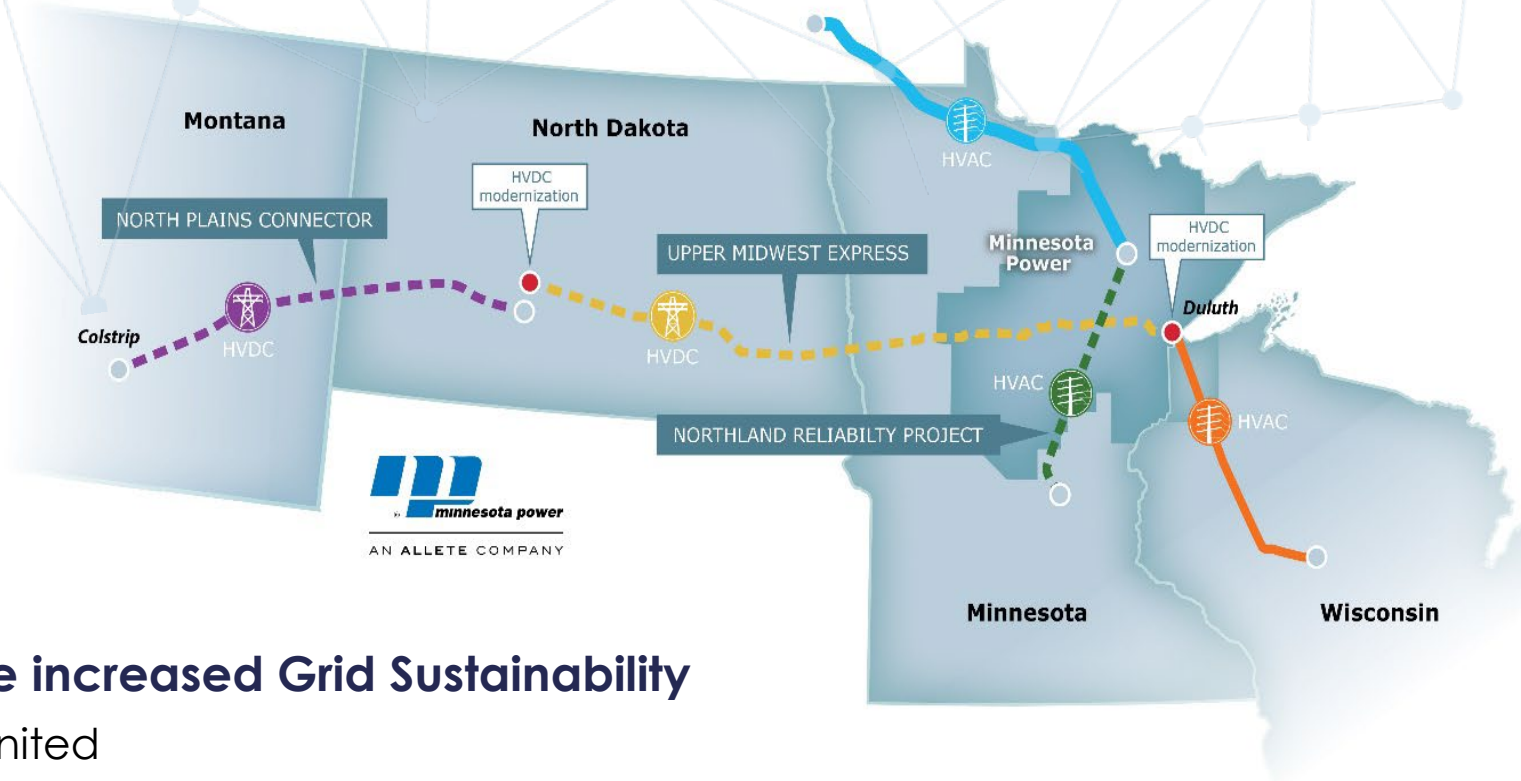 Montana
North Dakota
HVAC
HVDC
modernization
NORTH PLAINS CONNECTOR
UPPER MIDWEST EXPRESS
Minnesota
Power
HVDC
modernization
Duluth
Colstrip
HVDC
HVDC
HVAC
HVAC
NORTHLAND RELIABILTY PROJECT
minnesota power
AN ALLETE COMPANY
Minnesota
Wisconsin
e increased Grid Sustainability
nited